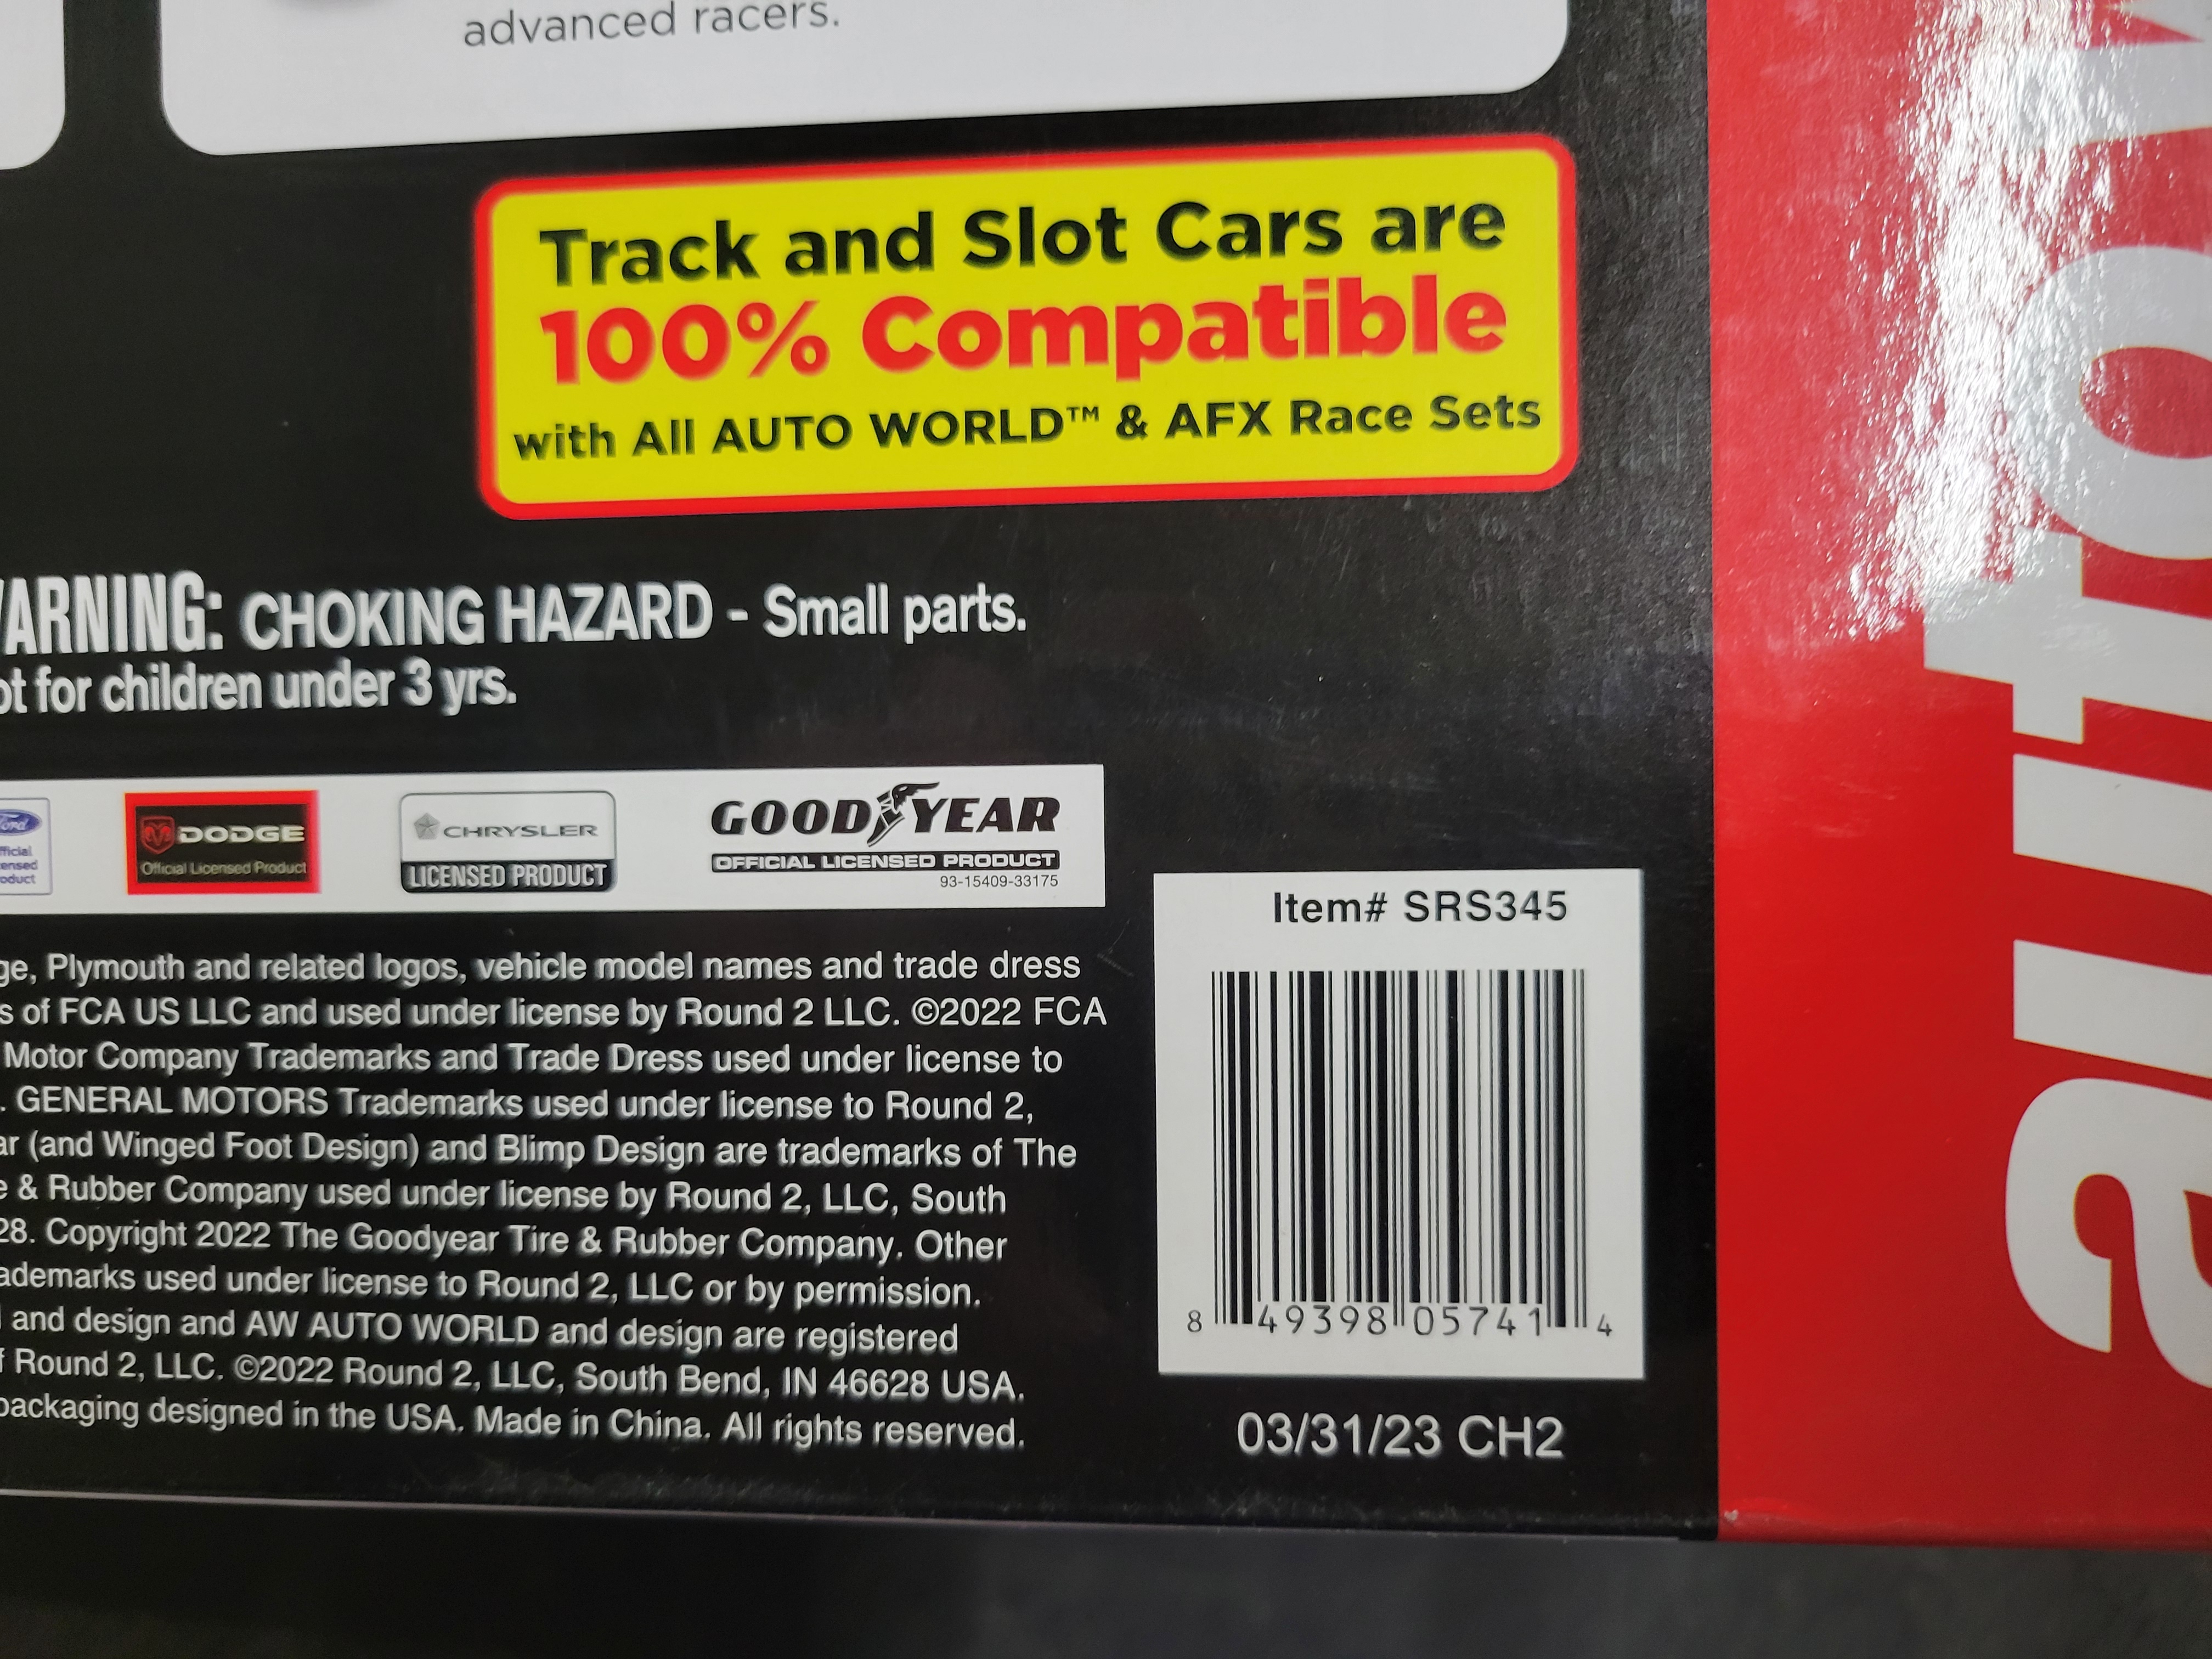 advanced racers.
Track and Slot Cars are
100% Compatible
with All AUTO WORLD™ & AFX Race Sets
WARNING: CHOKING HAZARD - Small parts.
for children under 3 yrs.
Ford
DODGE
Official Licensed Product
CHRYSLER
LICENSED PRODUCT
GOODYEAR
OFFICIAL LICENSED PRODUCT
93-15409-33175
Plymouth and related logos, vehicle model names and trade dress
of FCA US LLC and used under license by Round 2 LLC. ©2022 FCA
Motor Company Trademarks and Trade Dress used under license to
. GENERAL MOTORS Trademarks used under license to Round 2,
(and Winged Foot Design) and Blimp Design are trademarks of The
& Rubber Company used under license by Round 2, LLC, South
28. Copyright 2022 The Goodyear Tire & Rubber Company. Other
trademarks used under license to Round 2, LLC or by permission.
and design and AW AUTO WORLD and design are registered
Round 2, LLC. ©2022 Round 2, LLC, South Bend, IN 46628 USA.
packaging designed in the USA. Made in China. All rights reserved.
Item# SRS345
8 49398 05741 4
03/31/23 CH2
auto